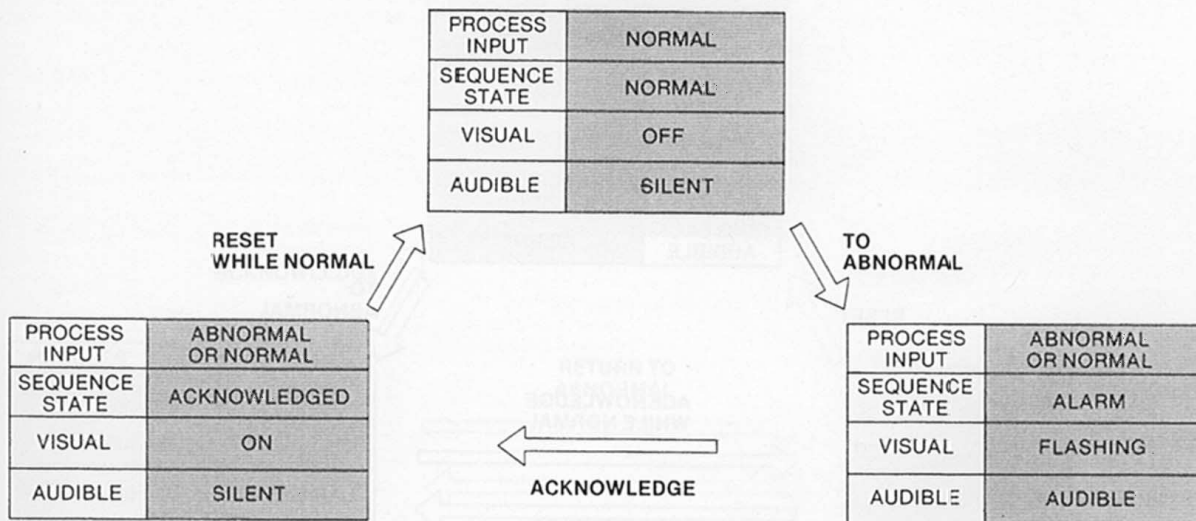 PROCESS
INPUT
NORMAL
SEQUENCE
STATE
NORMAL
VISUAL
OFF
AUDIBLE
SILENT
RESET
WHILE NORMAL
TO
ABNORMAL
PROCESS
INPUT
ABNORMAL
OR NORMAL
SEQUENCE
STATE
ACKNOWLEDGED
VISUAL
ON
AUDIBLE
SILENT
ACKNOWLEDGE
PROCESS
INPUT
ABNORMAL
OR NORMAL
SEQUENCE
STATE
ALARM
VISUAL
FLASHING
AUDIBLE
AUDIBLE